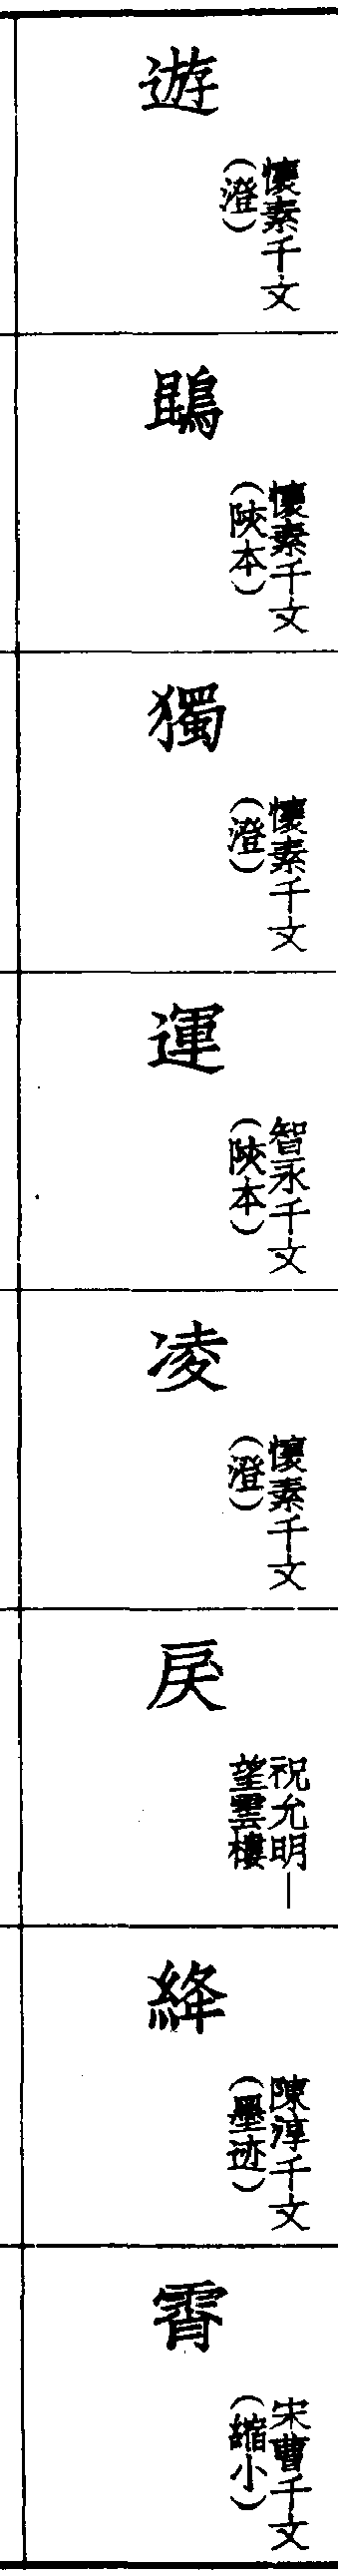 遊
懷素千文
（澄）
鵾
懷素千文
（陜本）
獨
懷素千文
（澄）
運
智永千文
（陜本）
凌
懷素千文
（澄）
戾
祝允明—
望雲樓
絳
陳淳千文
（墨迹）
霄
宋曹千文
（縮小）